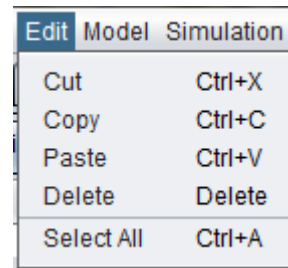 Edit Model Simulation
Cut Ctrl+X
Copy Ctrl+C
Paste Ctrl+V
Delete Delete
Select All Ctrl+A